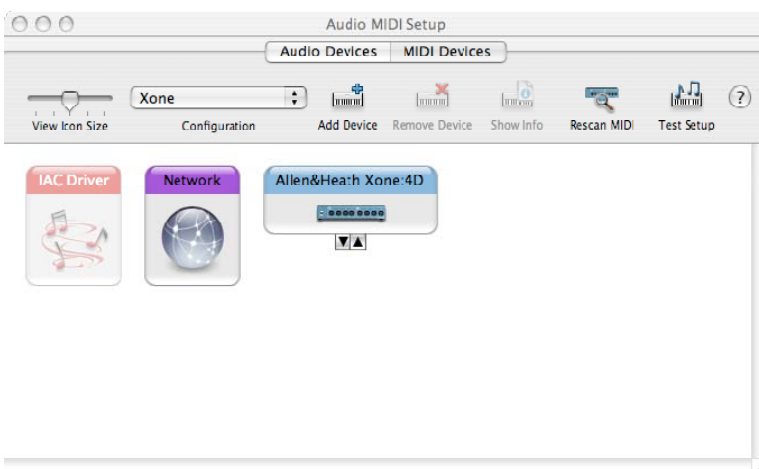 Audio MIDI Setup
Audio Devices MIDI Devices
Xone
?
View Icon Size Configuration Add Device Remove Device Show Info Rescan MIDI Test Setup
IAC Driver Network Allen&Heath Xone:4D